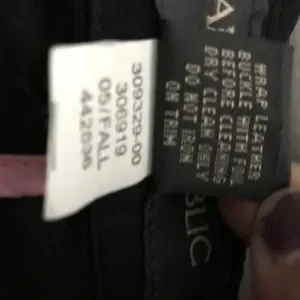 309329-00
306919
05/FALL
442896
WRAP LEATHER
BUCKLE WITH FOIL
BEFORE CLEANING
DRY CLEAN ONLY
DO NOT IRON
ON TRIM